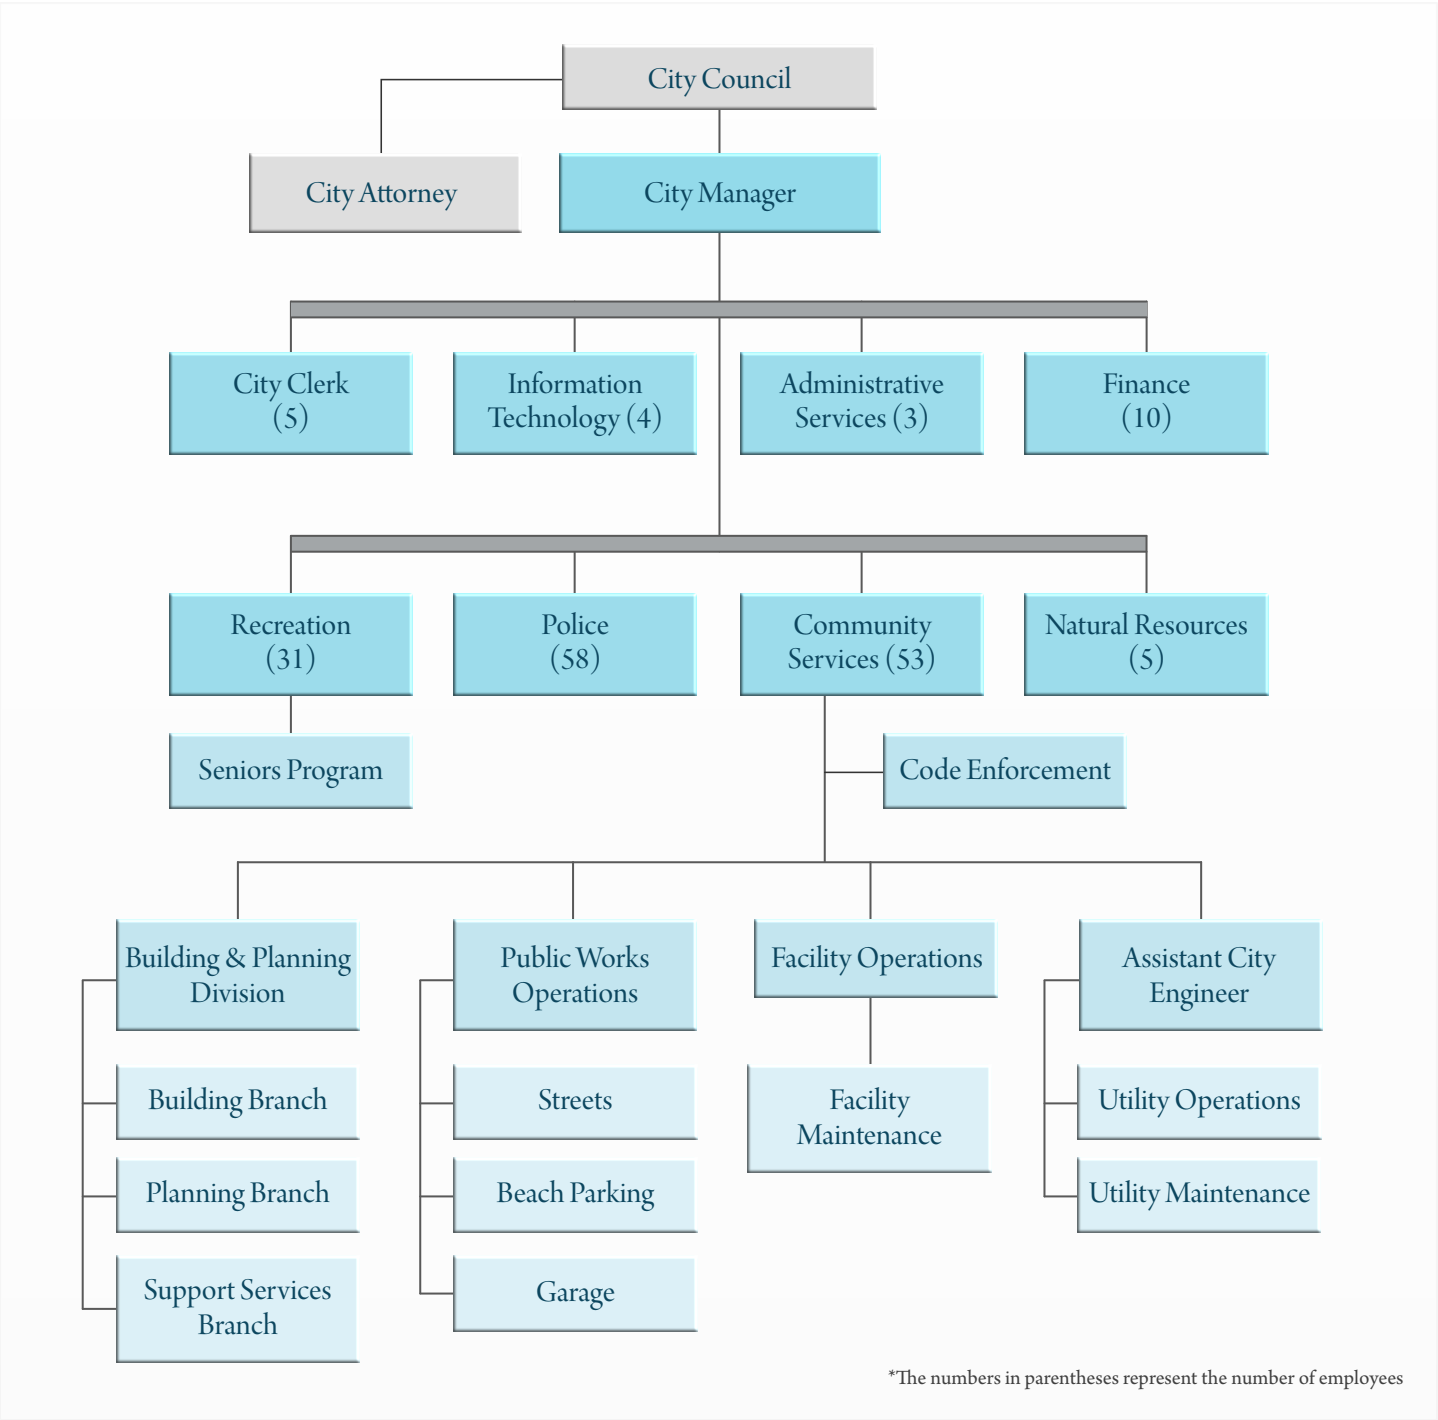 City Council
City Attorney
City Manager
City Clerk
(5)
Information
Technology (4)
Administrative
Services (3)
Finance
(10)
Recreation
(31)
Police
(58)
Community
Services (53)
Natural Resources
(5)
Seniors Program
Code Enforcement
Building & Planning
Division
Public Works
Operations
Facility Operations
Assistant City
Engineer
Building Branch
Streets
Facility
Maintenance
Utility Operations
Planning Branch
Beach Parking
Utility Maintenance
Support Services
Branch
Garage
*The numbers in parentheses represent the number of employees